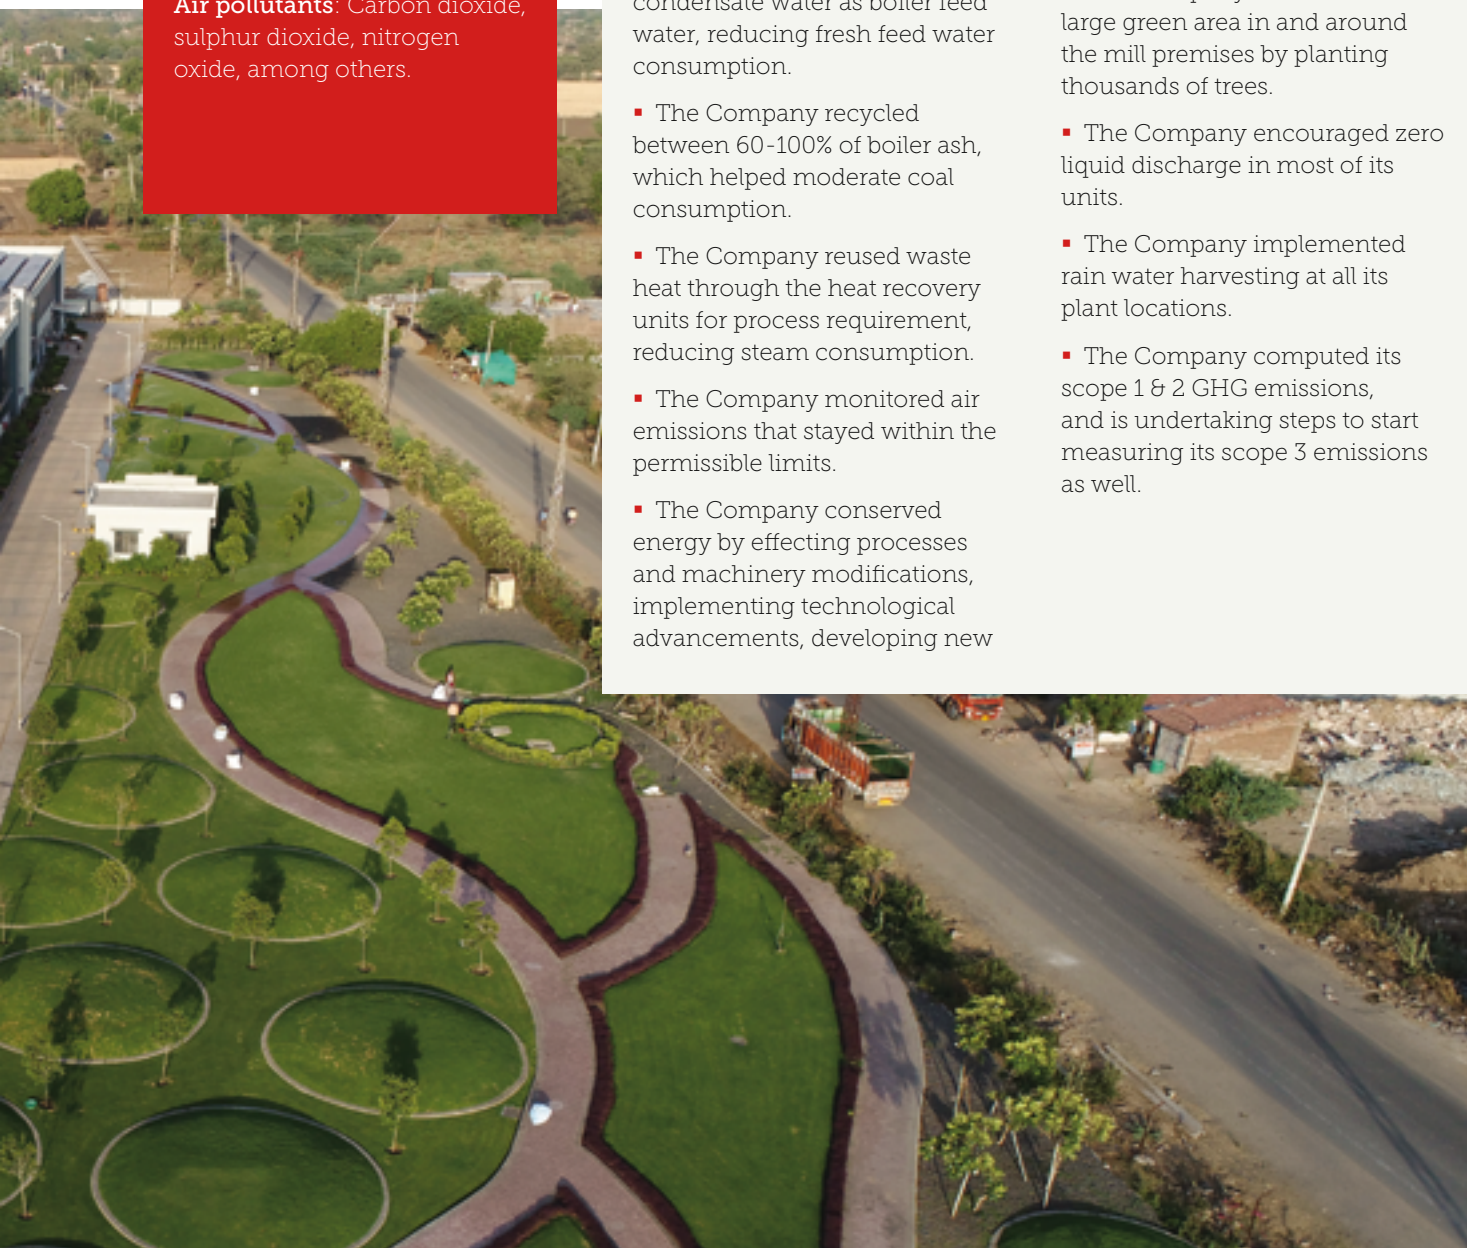 Air pollutants: Carbon dioxide,
sulphur dioxide, nitrogen
oxide, among others.
condensate water as boiler feed
water, reducing fresh feed water
consumption.
▪ The Company recycled
between 60-100% of boiler ash,
which helped moderate coal
consumption.
▪ The Company reused waste
heat through the heat recovery
units for process requirement,
reducing steam consumption.
▪ The Company monitored air
emissions that stayed within the
permissible limits.
▪ The Company conserved
energy by effecting processes
and machinery modifications,
implementing technological
advancements, developing new
large green area in and around
the mill premises by planting
thousands of trees.
▪ The Company encouraged zero
liquid discharge in most of its
units.
▪ The Company implemented
rain water harvesting at all its
plant locations.
▪ The Company computed its
scope 1 & 2 GHG emissions,
and is undertaking steps to start
measuring its scope 3 emissions
as well.